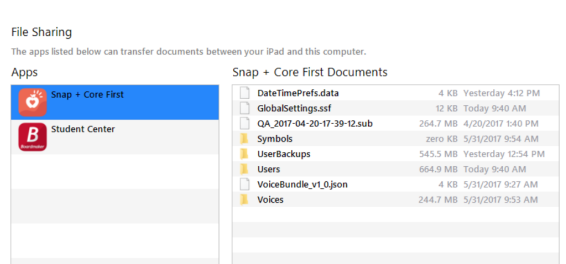 File Sharing
The apps listed below can transfer documents between your iPad and this computer.
Apps
Snap + Core First
B
Boardmaker
Student Center
Snap + Core First Documents
DateTimePrefs.data 4 KB Yesterday 4:12 PM
GlobalSettings.ssf 12 KB Today 9:40 AM
QA_2017-04-20-17-39-12.sub 264.7 MB 4/20/2017 1:40 PM
Symbols zero KB 5/31/2017 9:54 AM
UserBackups 545.5 MB Yesterday 12:54 PM
Users 664.9 MB Today 9:40 AM
VoiceBundle_v1_0.json 4 KB 5/31/2017 9:27 AM
Voices 244.7 MB 5/31/2017 9:53 AM